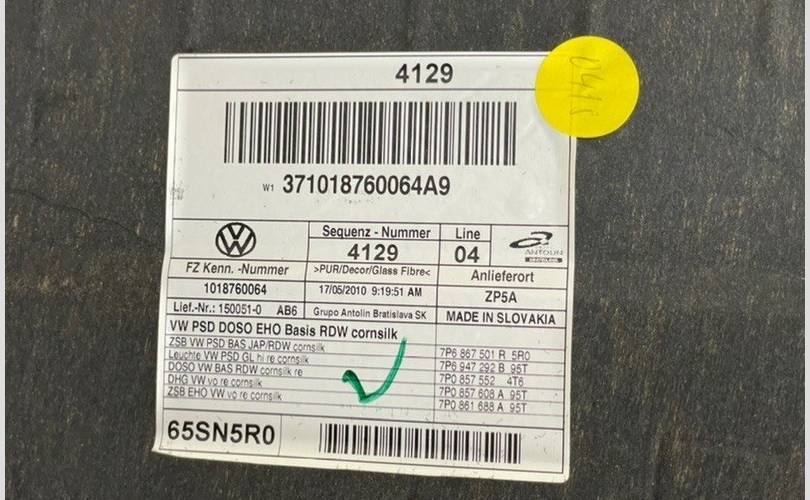 4129
W1 371018760064A9
Sequenz - Nummer
Line
4129
04
ANTOLIN
FZ Kenn. -Nummer
>PUR/Decor/Glass Fibre<
Anlieferort
1018760064
17/05/2010 9:19:51 AM
ZP5A
Lief.-Nr.: 150051-0 AB6
Grupo Antolin Bratislava SK
MADE IN SLOVAKIA
VW PSD DOSO EHO Basis RDW cornsilk
ZSB VW PSD BAS JAP/RDW cornsilk
7P6 867 501 R 5R0
Leuchte VW PSD GL hi re cornsilk
7P6 947 292 B 95T
DOSO VW BAS RDW cornsilk re
7P0 857 552 4T6
DHG VW vo re cornsilk
7P0 857 608 A 95T
ZSB EHO VW vo re cornsilk
7P0 861 688 A 95T
65SN5R0